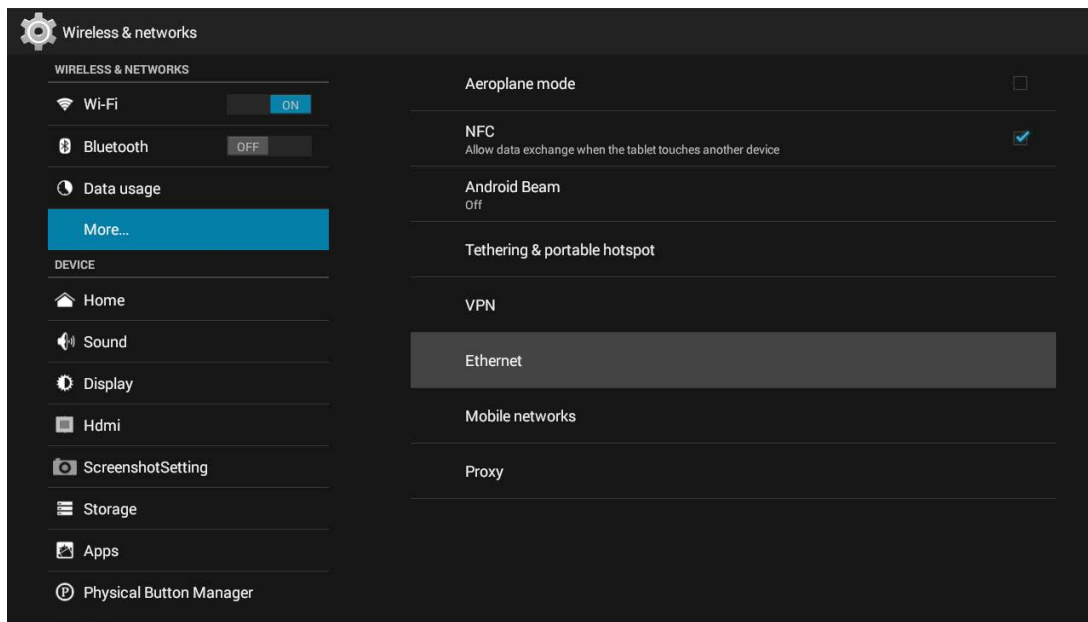 Wireless & networks
WIRELESS & NETWORKS
Wi-Fi
ON
Bluetooth
OFF
Data usage
More...
DEVICE
Home
Sound
Display
Hdmi
ScreenshotSetting
Storage
Apps
Physical Button Manager
Aeroplane mode
NFC
Allow data exchange when the tablet touches another device
Android Beam
Off
Tethering & portable hotspot
VPN
Ethernet
Mobile networks
Proxy